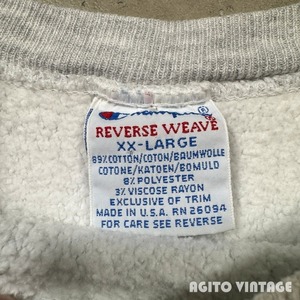 Champion®
REVERSE WEAVE
XX-LARGE
89% COTTON/COTON/BAUMWOLLE
COTONE/KATOEN/BOMULD
8% POLYESTER
3% VISCOSE RAYON
EXCLUSIVE OF TRIM
MADE IN U.S.A. RN 26094
FOR CARE SEE REVERSE
AGITO VINTAGE